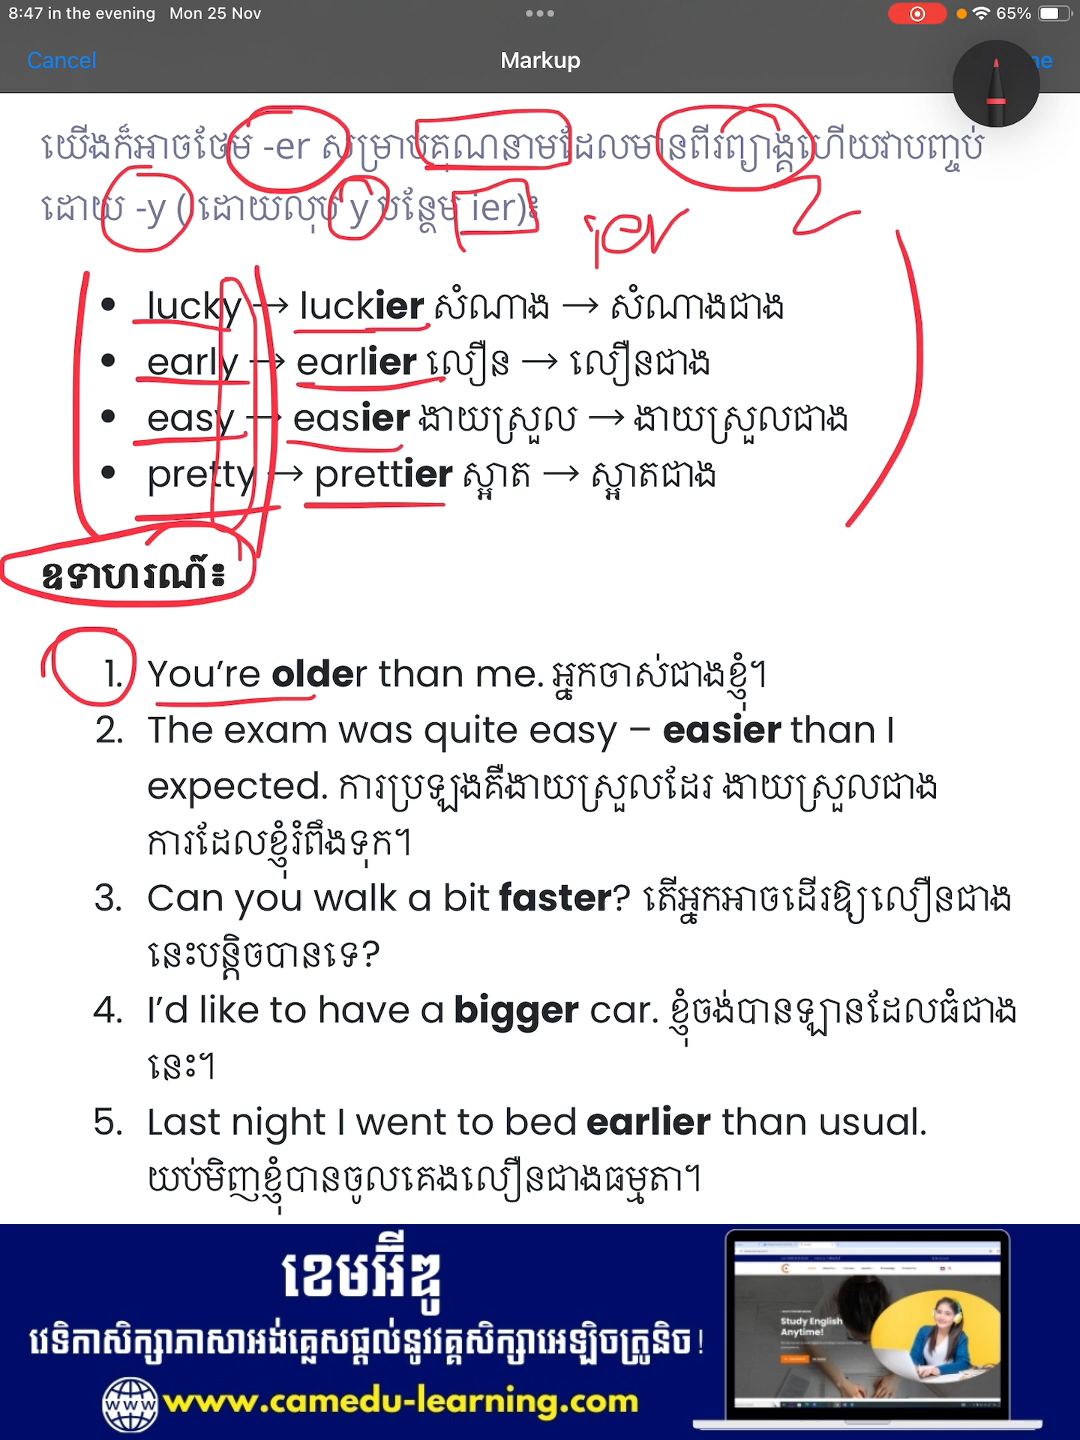 8:47 in the evening Mon 25 Nov
65%
Cancel
Markup
យើងក៏អាចថែម -er សម្រាបគុណនាមដែលមានពីរព្យាង្គហើយវាបញ្ចប់
ដោយ -y ( ដោយលុប y បន្ថែម ier)៖
ier 2
• lucky → luckier សំណាង → សំណាងជាង
• early → earlier លឿន → លឿនជាង
• easy → easier ងាយស្រួល → ងាយស្រួលជាង
• pretty → prettier ស្អាត → ស្អាតជាង
ឧទាហរណ៍៖
1. You're older than me. អ្នកចាស់ជាងខ្ញុំ។
2. The exam was quite easy – easier than I
expected. ការប្រឡងគឺងាយស្រួលដែរ ងាយស្រួលជាង
ការដែលខ្ញុំរំពឹងទុក។
3. Can you walk a bit faster? តើអ្នកអាចដើរឱ្យលឿនជាង
នេះបន្តិចបានទេ?
4. I'd like to have a bigger car. ខ្ញុំចង់បានឡានដែលធំជាង
នេះ។
5. Last night I went to bed earlier than usual.
យប់មិញខ្ញុំបានចូលគេងលឿនជាងធម្មតា។
ខេមអ៊ីឌូ
វេទិកាសិក្សាភាសាអង់គ្លេសផ្តល់នូវវគ្គសិក្សាអេឡិចត្រូនិច!
www.camedu-learning.com
Study English
Anytime!